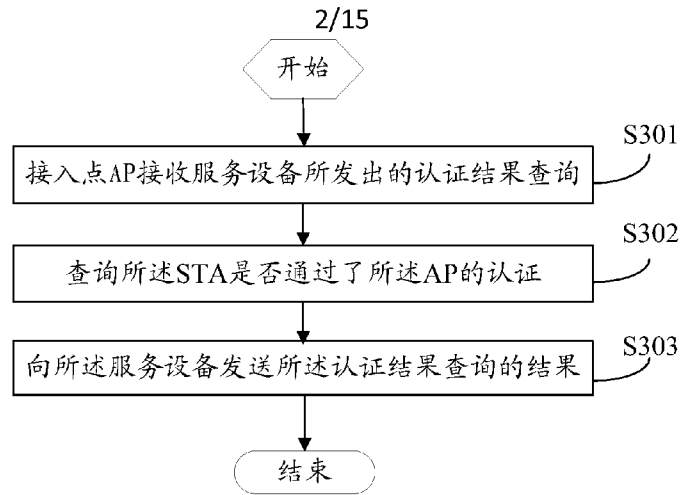 2/15
开始
S301
接入点AP接收服务设备所发出的认证结果查询
S302
查询所述STA是否通过了所述AP的认证
S303
向所述服务设备发送所述认证结果查询的结果
结束